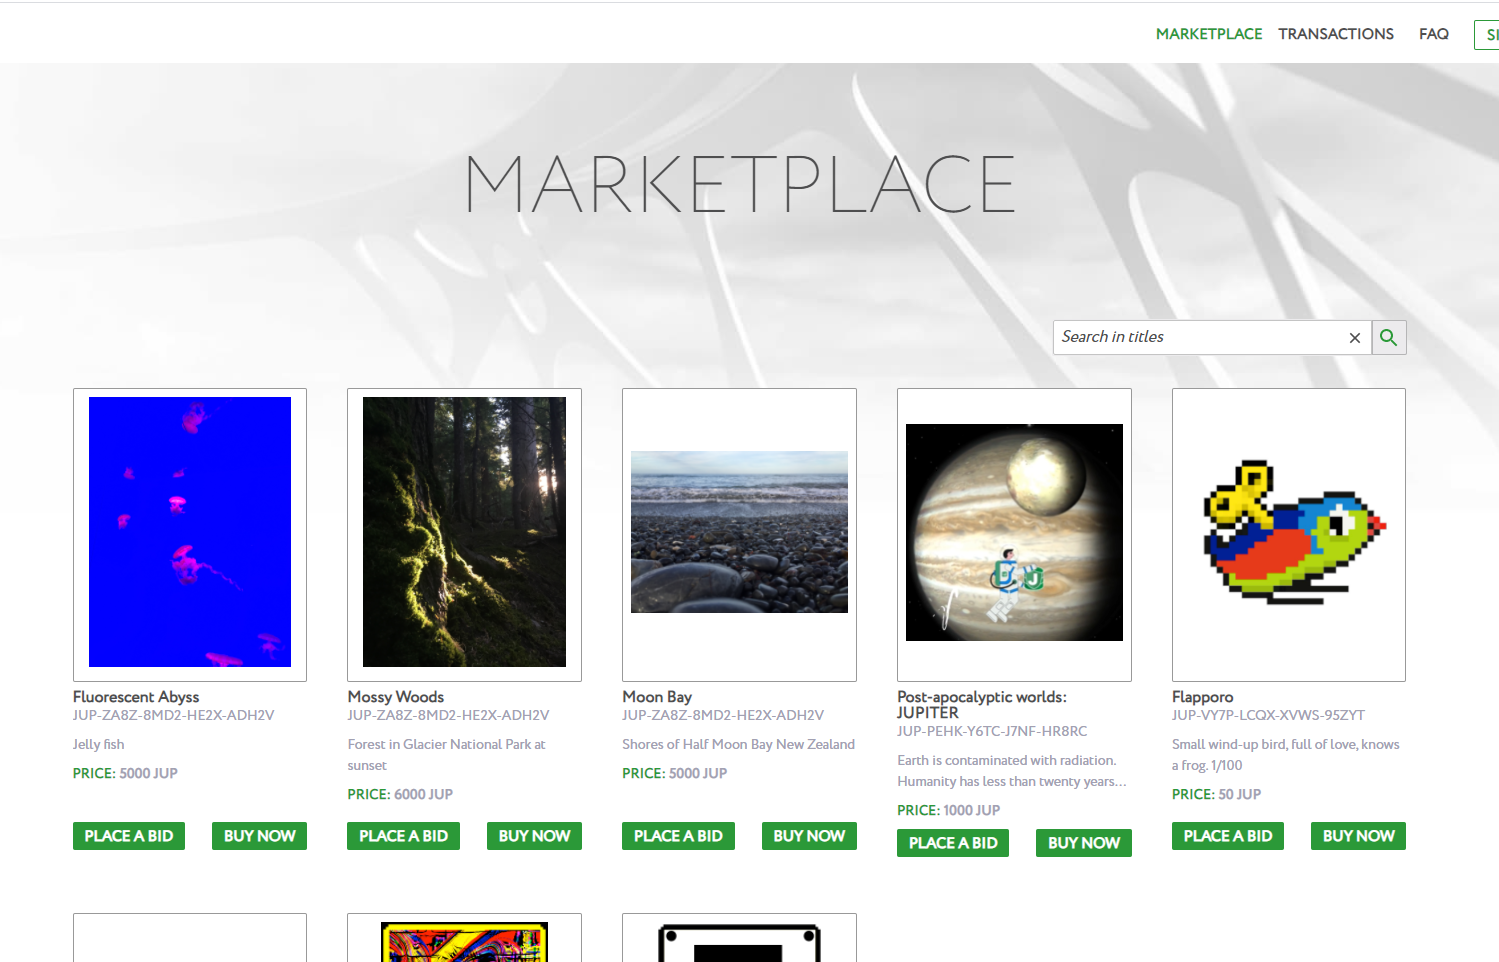 MARKETPLACE TRANSACTIONS FAQ
MARKETPLACE
Search in titles
Fluorescent Abyss
JUP-ZA8Z-8MD2-HE2X-ADH2V
Jelly fish
PRICE: 5000 JUP
PLACE A BID BUY NOW
Mossy Woods
JUP-ZA8Z-8MD2-HE2X-ADH2V
Forest in Glacier National Park at
sunset
PRICE: 6000 JUP
PLACE A BID BUY NOW
Moon Bay
JUP-ZA8Z-8MD2-HE2X-ADH2V
Shores of Half Moon Bay New Zealand
PRICE: 5000 JUP
PLACE A BID BUY NOW
Post-apocalyptic worlds:
JUPITER
JUP-PEHK-Y6TC-J7NF-HR8RC
Earth is contaminated with radiation.
Humanity has less than twenty years...
PRICE: 1000 JUP
PLACE A BID BUY NOW
Flapporo
JUP-VY7P-LCQX-XVWS-95ZYT
Small wind-up bird, full of love, knows
a frog. 1/100
PRICE: 50 JUP
PLACE A BID BUY NOW